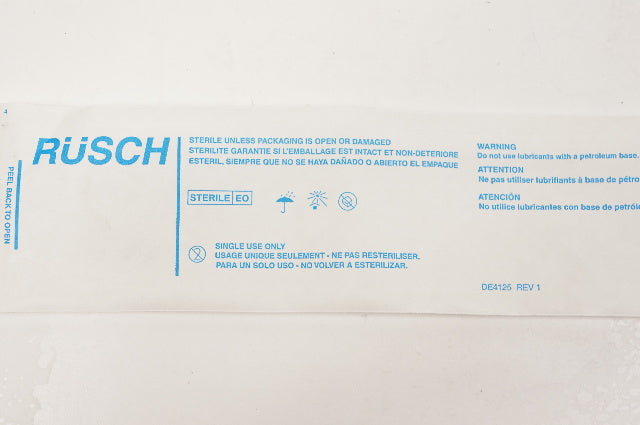 4
PEEL BACK TO OPEN
RÜSCH
STERILE UNLESS PACKAGING IS OPEN OR DAMAGED
STERILITE GARANTIE SI L'EMBALLAGE EST INTACT ET NON-DETERIORE
ESTERIL, SIEMPRE QUE NO SE HAYA DAÑADO O ABIERTO EL EMPAQUE
STERILE EO
SINGLE USE ONLY
USAGE UNIQUE SEULEMENT - NE PAS RESTERILISER.
PARA UN SOLO USO - NO VOLVER A ESTERILIZAR.
WARNING
Do not use lubricants with a petroleum base.
ATTENTION
Ne pas utiliser lubrifiants à base de pétro
ATENCIÓN
No utilice lubricantes con base de petróle
DE4125 REV 1